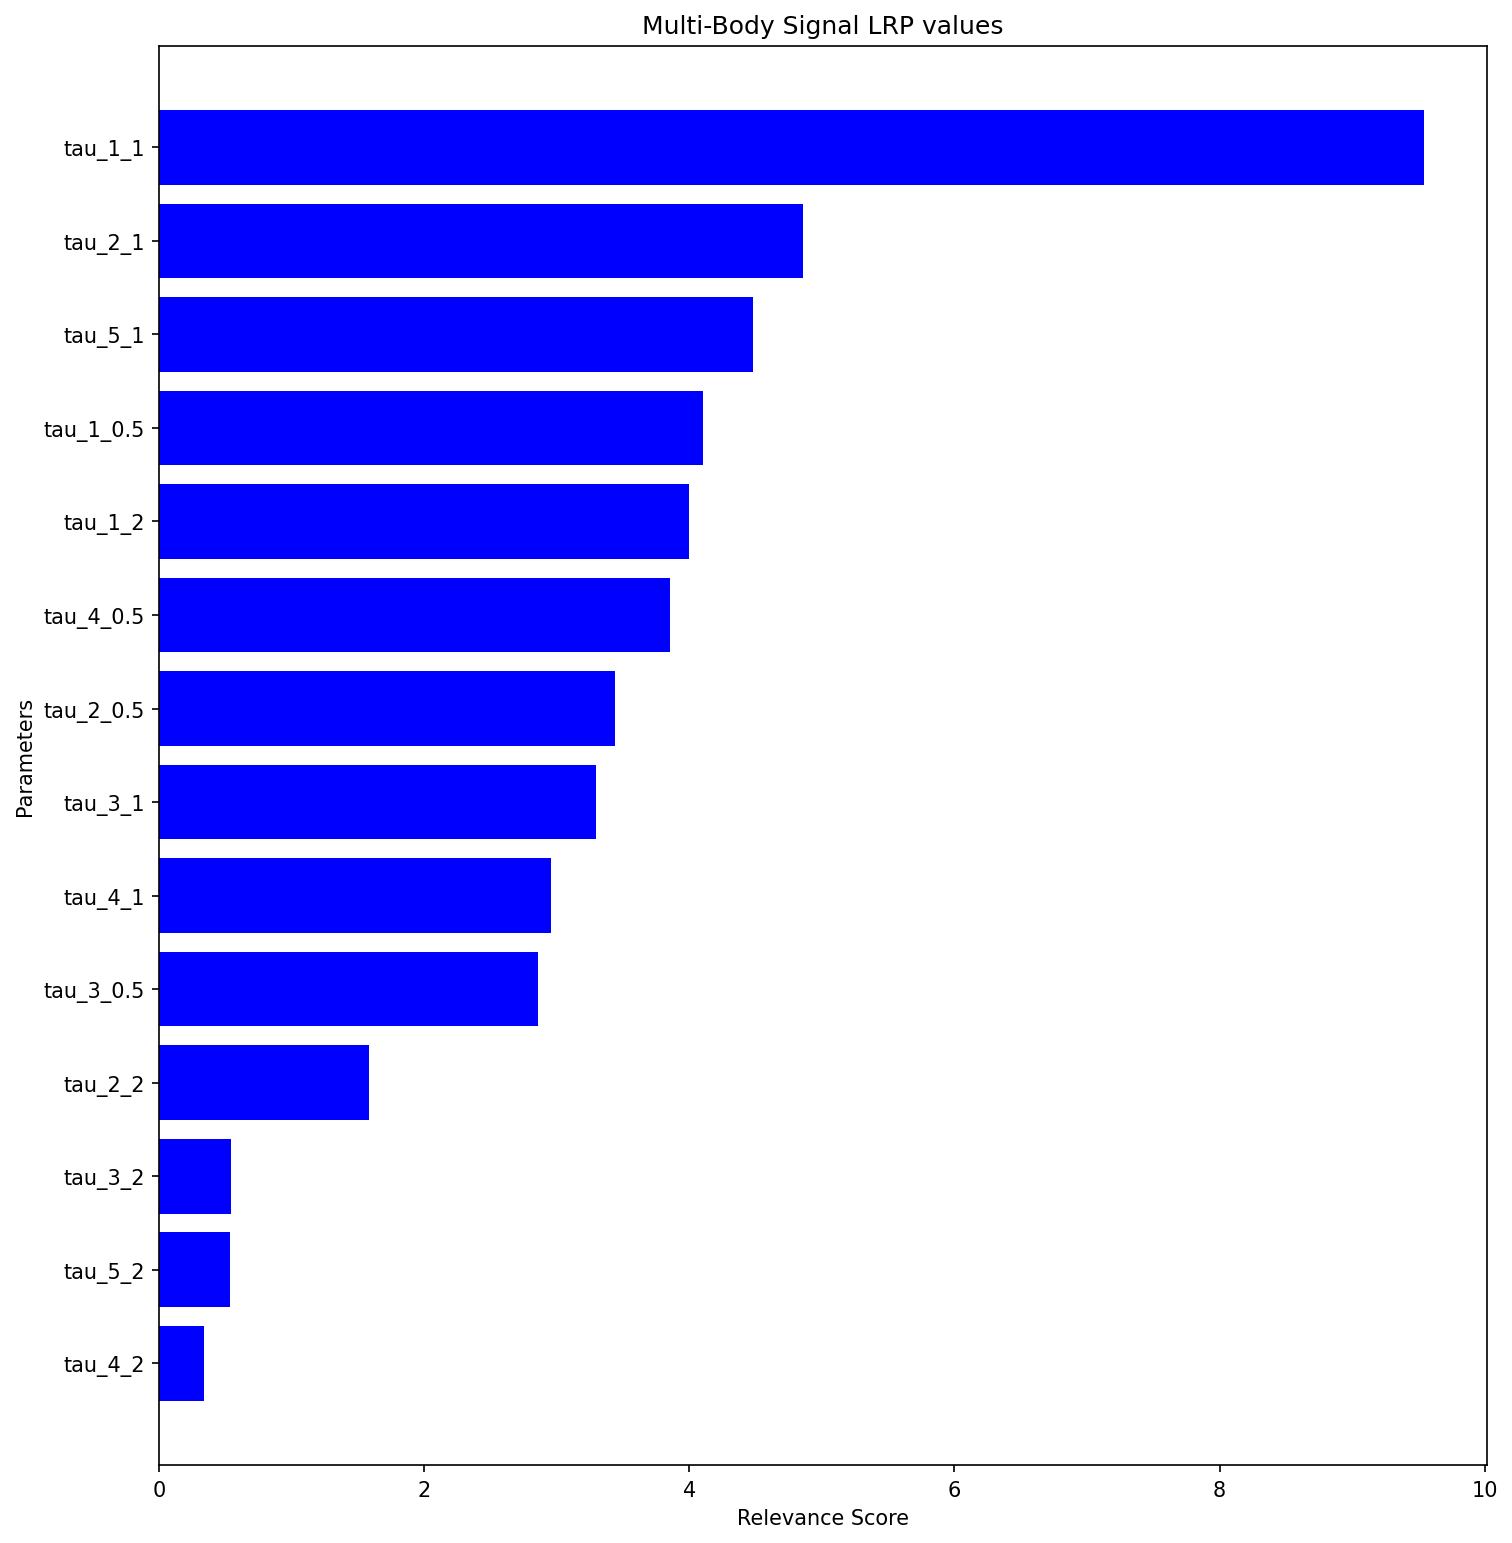 Multi-Body Signal LRP values
tau_1_1
tau_2_1
tau_5_1
tau_1_0.5
tau_1_2
tau_4_0.5
tau_2_0.5
tau_3_1
tau_4_1
tau_3_0.5
tau_2_2
tau_3_2
tau_5_2
tau_4_2
Parameters
0 2 4 6 8 10
Relevance Score